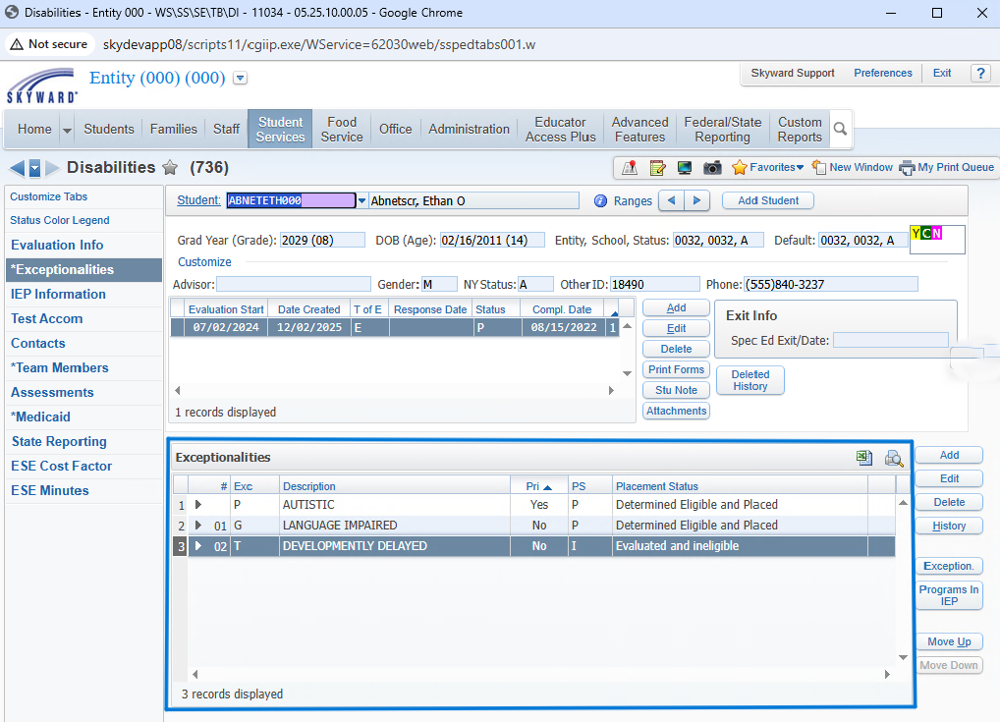 Disabilities - Entity 000 - WS\SS\SE\TB\DI - 11034 - 05.25.10.00.05 - Google Chrome
Not secure skydevapp08/scripts11/cgiip.exe/WService=62030web/sspedtabs001.w
SKYWARD® Entity (000) (000)
Skyward Support Preferences Exit ?
Home Students Families Staff Student Services Food Service Office Administration Educator Access Plus Advanced Features Federal/State Reporting Custom Reports
Disabilities (736)
Favorites New Window My Print Queue
Customize Tabs
Status Color Legend
Evaluation Info
*Exceptionalities
IEP Information
Test Accom
Contacts
*Team Members
Assessments
*Medicaid
State Reporting
ESE Cost Factor
ESE Minutes
Student: ABNETETH000 Abnetscr, Ethan O Ranges Add Student
Grad Year (Grade): 2029 (08) DOB (Age): 02/16/2011 (14) Entity, School, Status: 0032, 0032, A Default: 0032, 0032, A Y C N
Customize
Advisor: Gender: M NY Status: A Other ID: 18490 Phone: (555)840-3237
Evaluation Start Date Created T of E Response Date Status Compl. Date
07/02/2024 12/02/2025 E P 08/15/2022 1
1 records displayed
Add
Edit
Delete
Print Forms
Stu Note
Attachments
Exit Info
Spec Ed Exit/Date:
Deleted History
Exceptionalities
# Exc Description Pri PS Placement Status
1 P AUTISTIC Yes P Determined Eligible and Placed
2 01 G LANGUAGE IMPAIRED No P Determined Eligible and Placed
3 02 T DEVELOPMENTLY DELAYED No I Evaluated and ineligible
3 records displayed
Add
Edit
Delete
History
Exception.
Programs In IEP
Move Up
Move Down